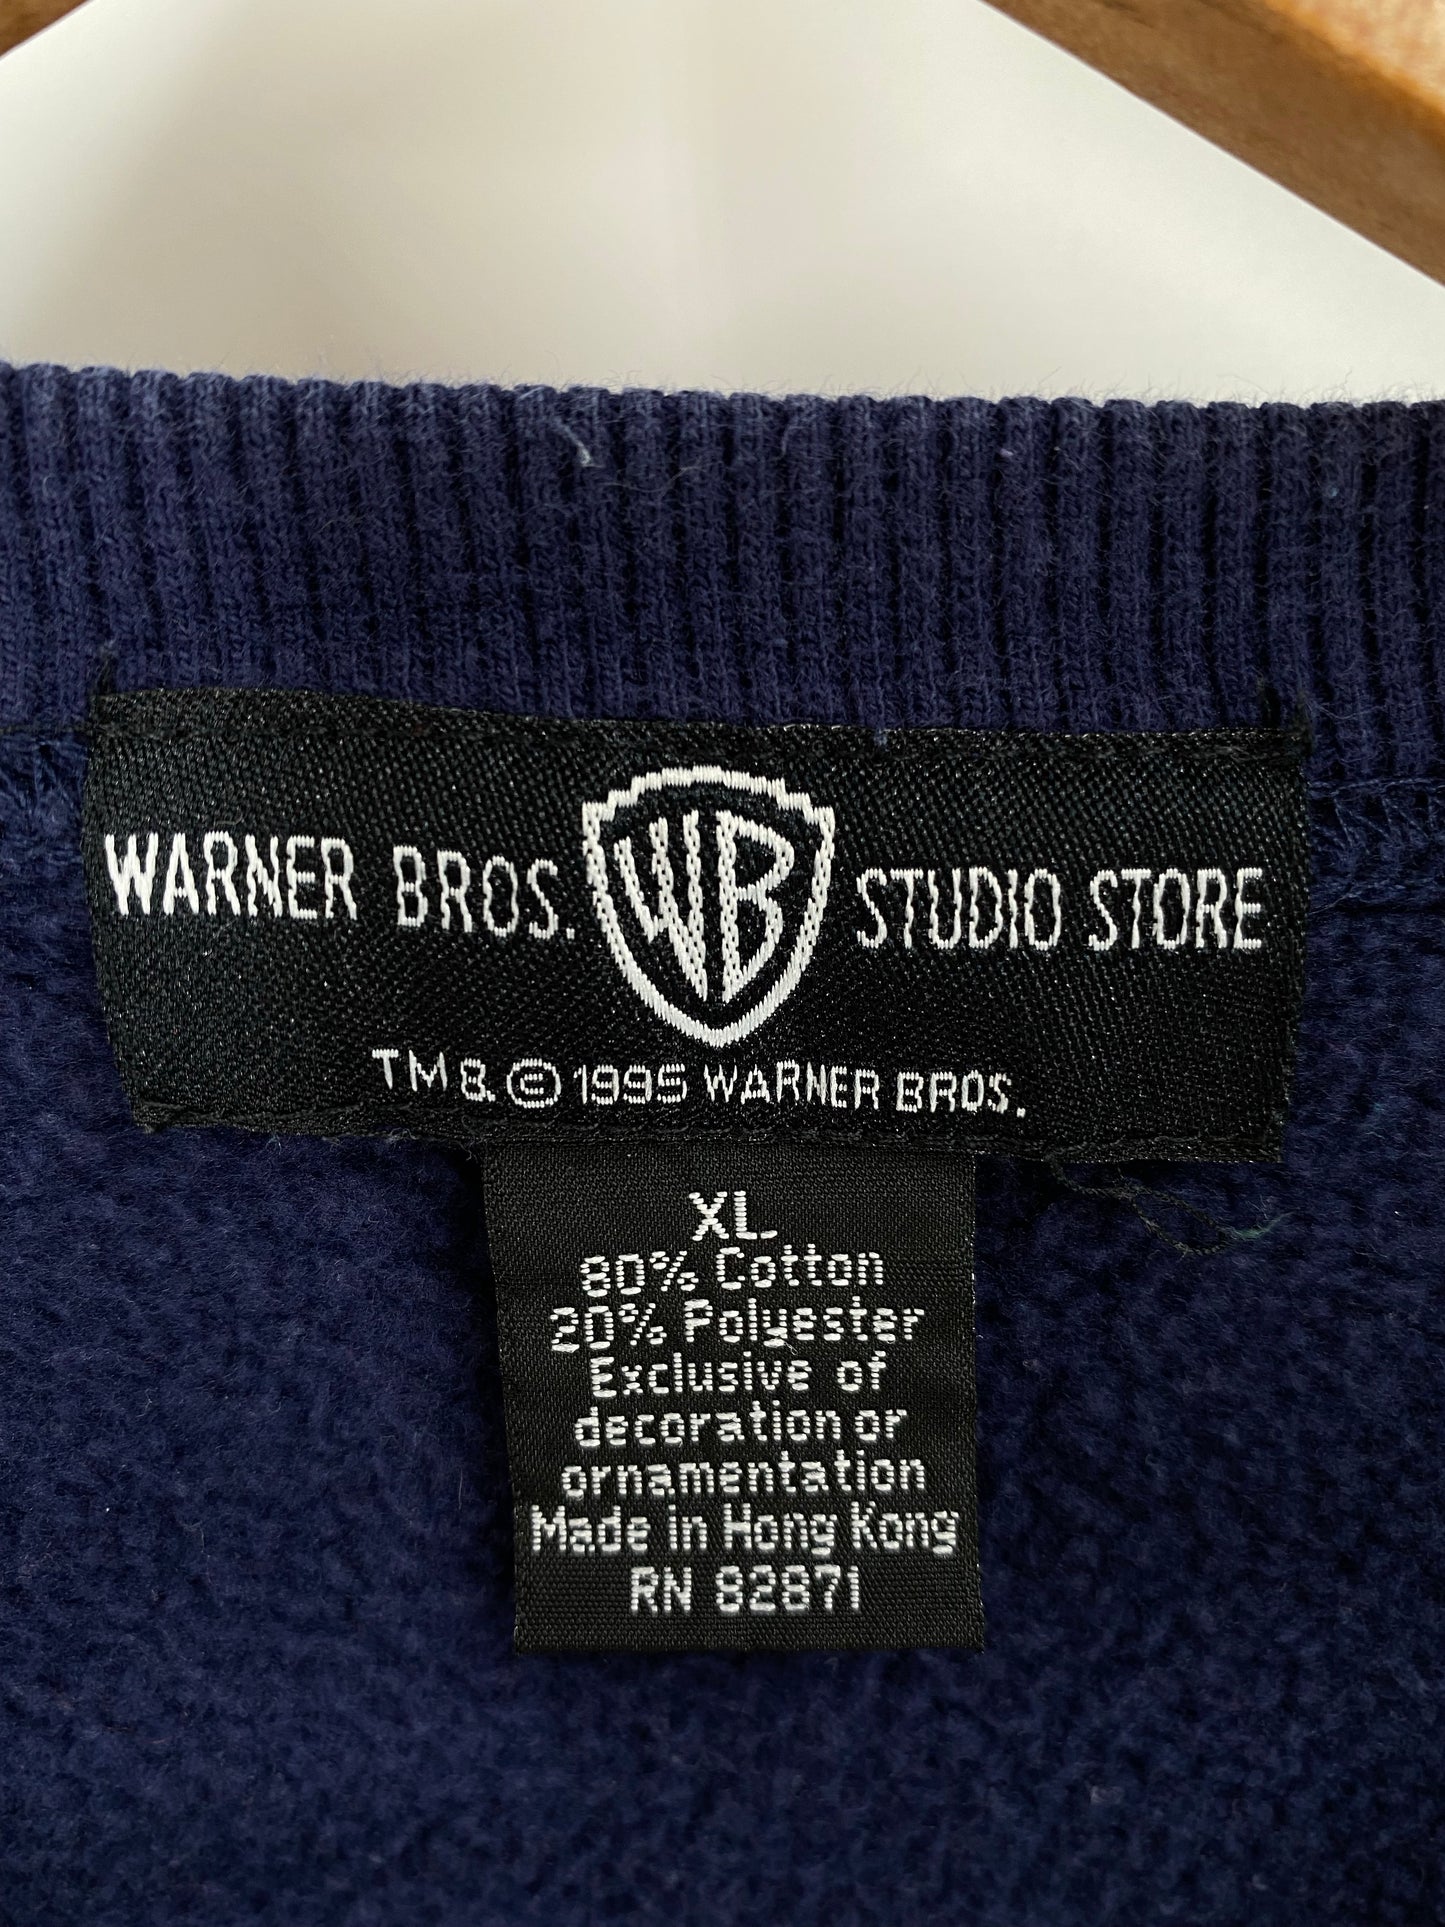 WARNER BROS. WB STUDIO STORE
TM & © 1995 WARNER BROS.
XL
80% Cotton
20% Polyester
Exclusive of
decoration or
ornamentation
Made in Hong Kong
RN 82871